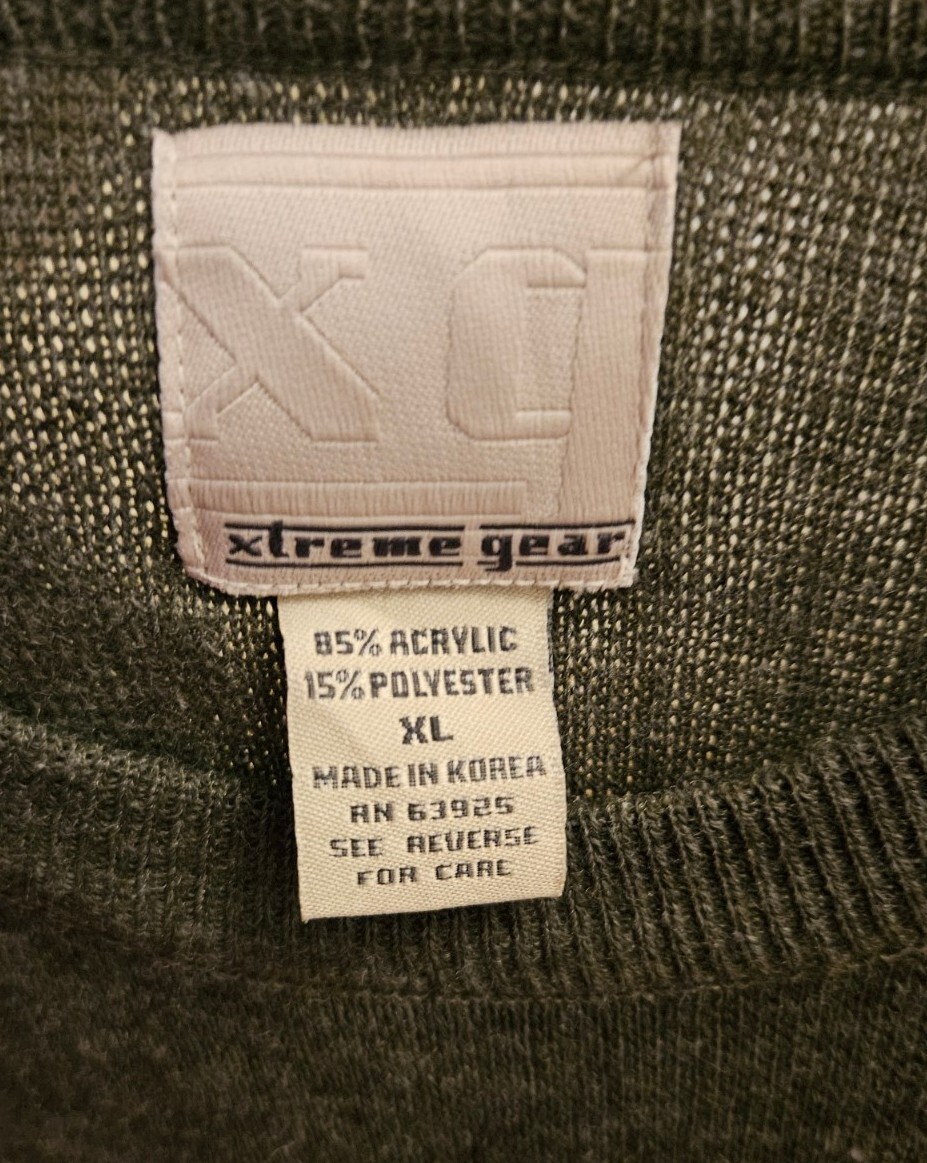 XG
xtreme gear
85% ACRYLIC
15% POLYESTER
XL
MADE IN KOREA
RN 63925
SEE REVERSE
FOR CARE